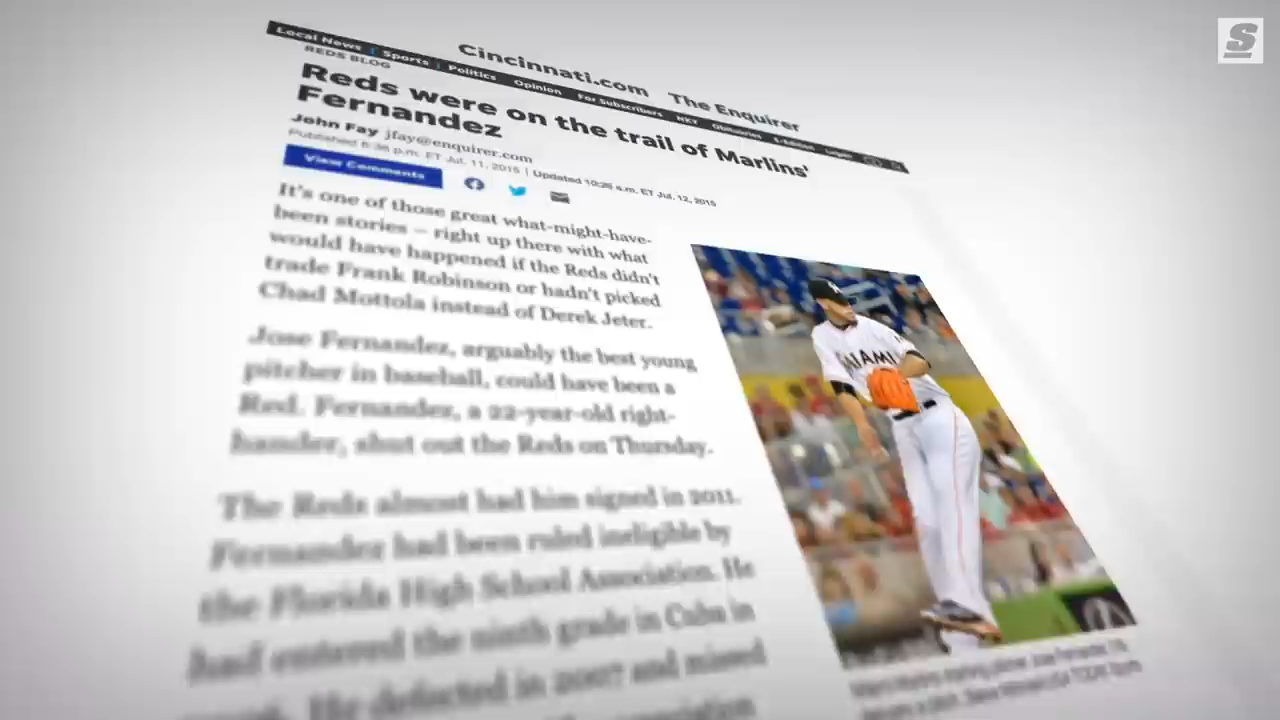 S
Cincinnati.com The Enquirer
Local News Sports Politics Opinion For Subscribers NKY Obituaries E-Edition Legals
REDS BLOG
Reds were on the trail of Marlins'
Fernandez
John Fay jfay@enquirer.com
Published 6:36 p.m. ET Jul. 11, 2015 | Updated 10:26 a.m. ET Jul. 12, 2015
View Comments
It's one of those great what-might-have-
been stories – right up there with what
would have happened if the Reds didn't
trade Frank Robinson or hadn't picked
Chad Mottola instead of Derek Jeter.
Jose Fernandez, arguably the best young
pitcher in baseball, could have been a
Red. Fernandez, a 22-year-old right-
hander, shut out the Reds on Thursday.
The Reds almost had him signed in 2011.
Fernandez had been ruled ineligible by
the Florida High School Association. He
had entered the ninth grade in Cuba in
He defected in 2007 and missed
MIAMI